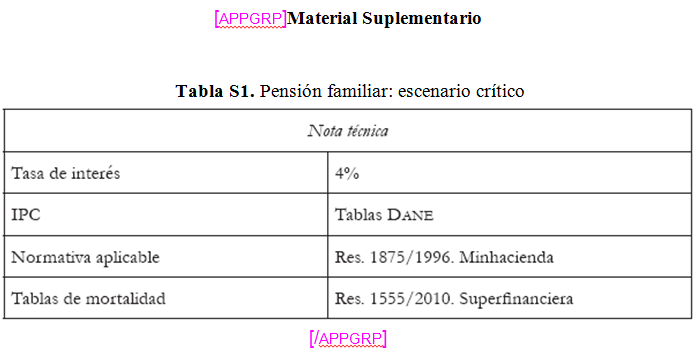 [APPGRP]Material Suplementario
Tabla S1. Pensión familiar: escenario crítico
Nota técnica
Tasa de interés 4%
IPC Tablas DANE
Normativa aplicable Res. 1875/1996. Minhacienda
Tablas de mortalidad Res. 1555/2010. Superfinanciera
[/APPGRP]